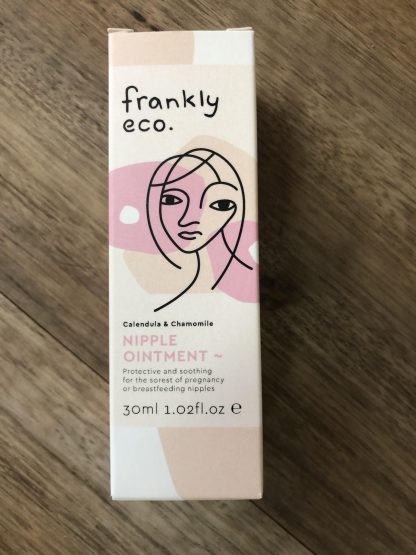 frankly
eco.
Calendula & Chamomile
NIPPLE
OINTMENT ~
Protective and soothing
for the sorest of pregnancy
or breastfeeding nipples
30ml 1.02fl.oz ℮